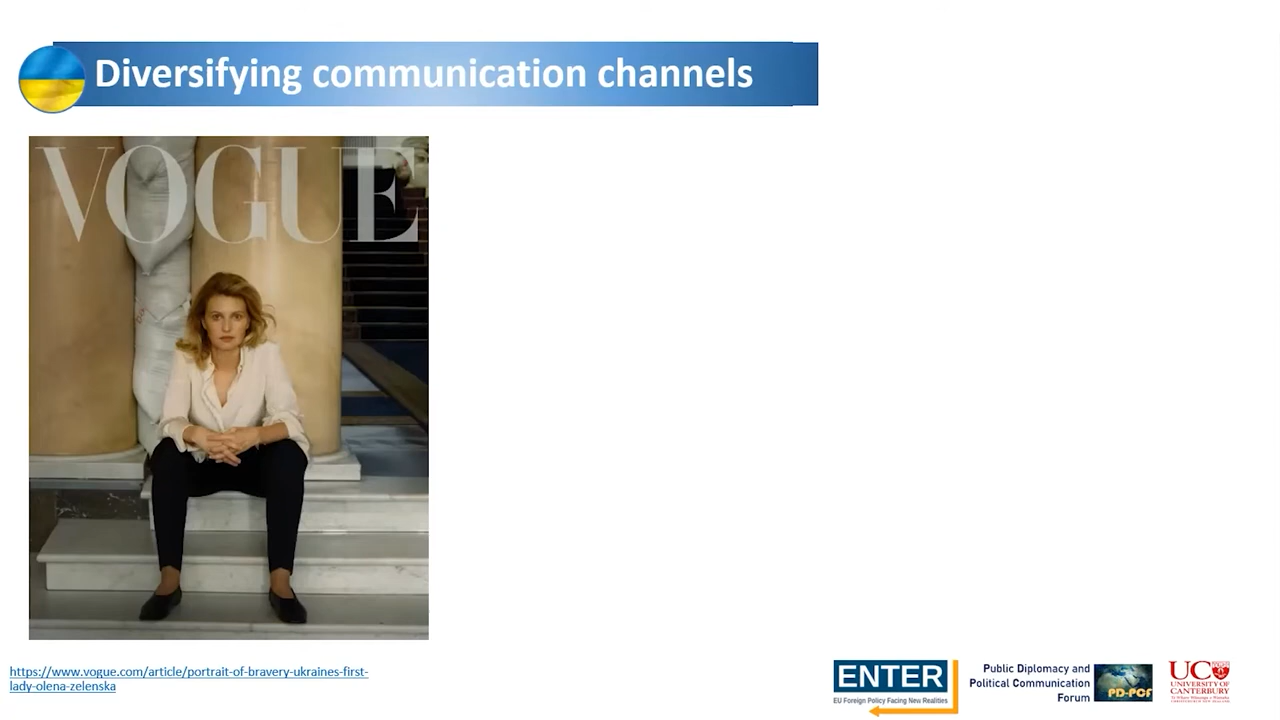 Diversifying communication channels
VOGUE
https://www.vogue.com/article/portrait-of-bravery-ukraines-first-
lady-olena-zelenska
ENTER
EU Foreign Policy Facing New Realities
Public Diplomacy and
Political Communication
Forum
PD-PCF
UC
UNIVERSITY OF
CANTERBURY